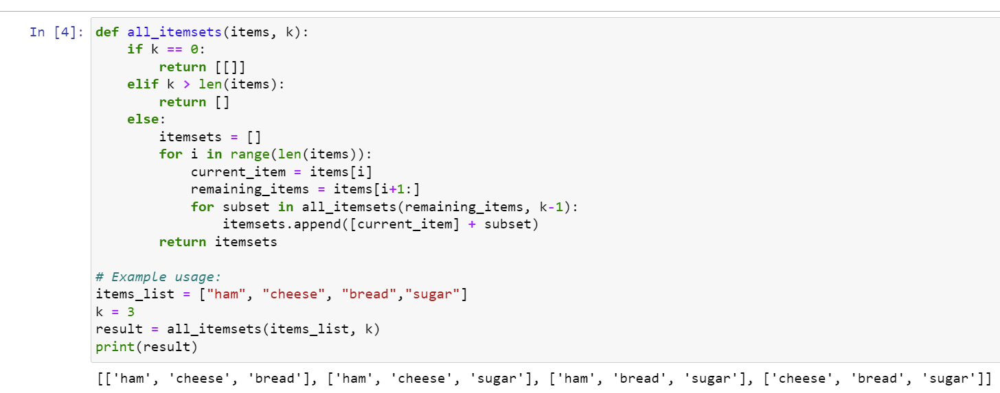 In [4]: def all_itemsets(items, k):
    if k == 0:
        return [[]]
    elif k > len(items):
        return []
    else:
        itemsets = []
        for i in range(len(items)):
            current_item = items[i]
            remaining_items = items[i+1:]
            for subset in all_itemsets(remaining_items, k-1):
                itemsets.append([current_item] + subset)
        return itemsets

# Example usage:
items_list = ["ham", "cheese", "bread","sugar"]
k = 3
result = all_itemsets(items_list, k)
print(result)
[['ham', 'cheese', 'bread'], ['ham', 'cheese', 'sugar'], ['ham', 'bread', 'sugar'], ['cheese', 'bread', 'sugar']]